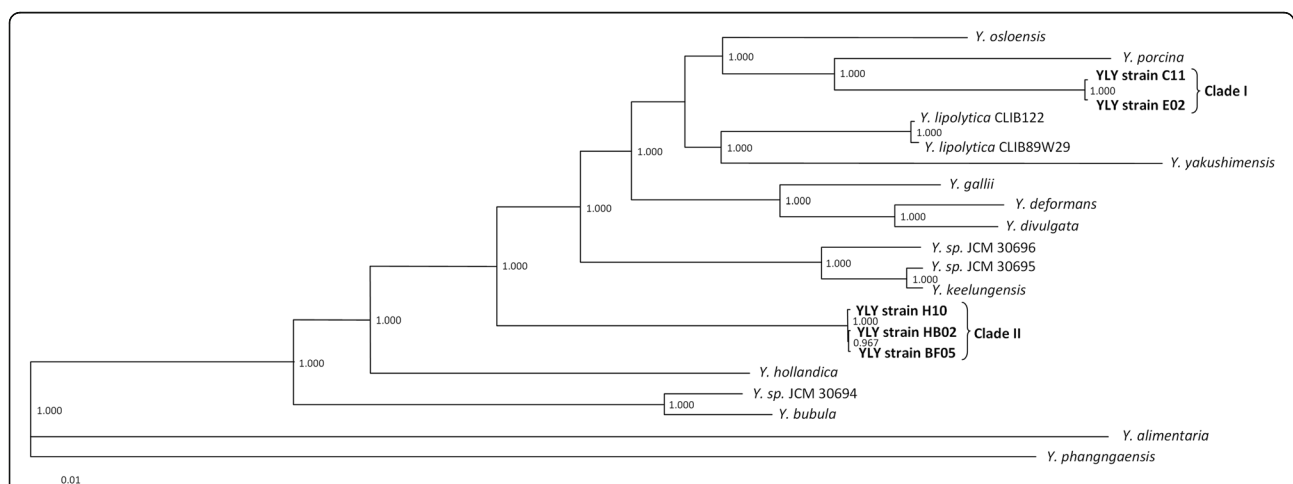 Y. osloensis
1.000
Y. porcina
1.000
YLY strain C11
1.000
Clade I
YLY strain E02
Y. lipolytica CLIB122
1.000
1.000
Y. lipolytica CLIB89W29
1.000
Y. yakushimensis
Y. gallii
1.000
1.000
Y. deformans
1.000
Y. divulgata
Y. sp. JCM 30696
1.000
1.000
Y. sp. JCM 30695
1.000
Y. keelungensis
YLY strain H10
1.000
YLY strain HB02
Clade II
0.967
YLY strain BF05
1.000
1.000
Y. hollandica
Y. sp. JCM 30694
1.000
Y. bubula
1.000
Y. alimentaria
Y. phangngaensis
0.01